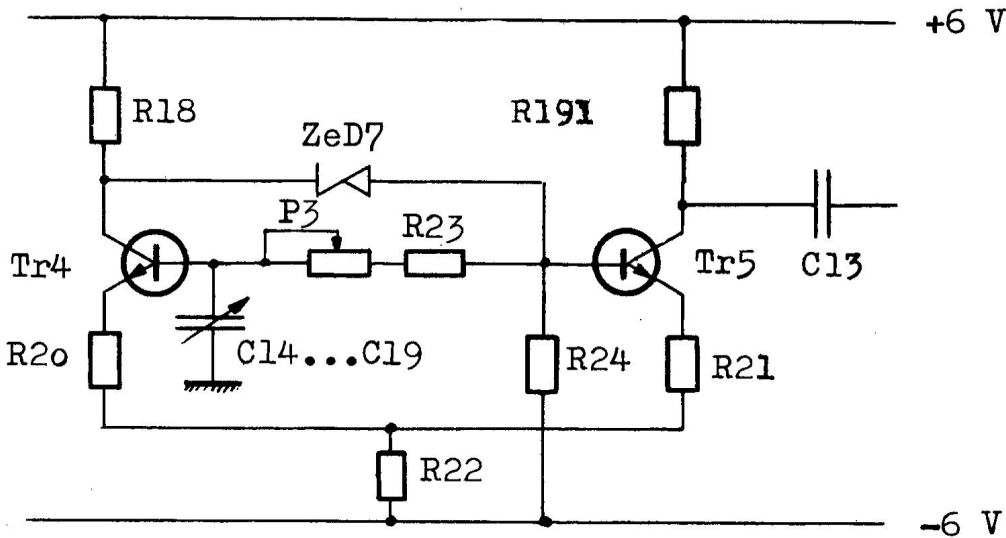 +6 V
R18
R191
ZeD7
P3
R23
Tr4
Tr5
C13
R2o
C14...C19
R24
R21
R22
-6 V